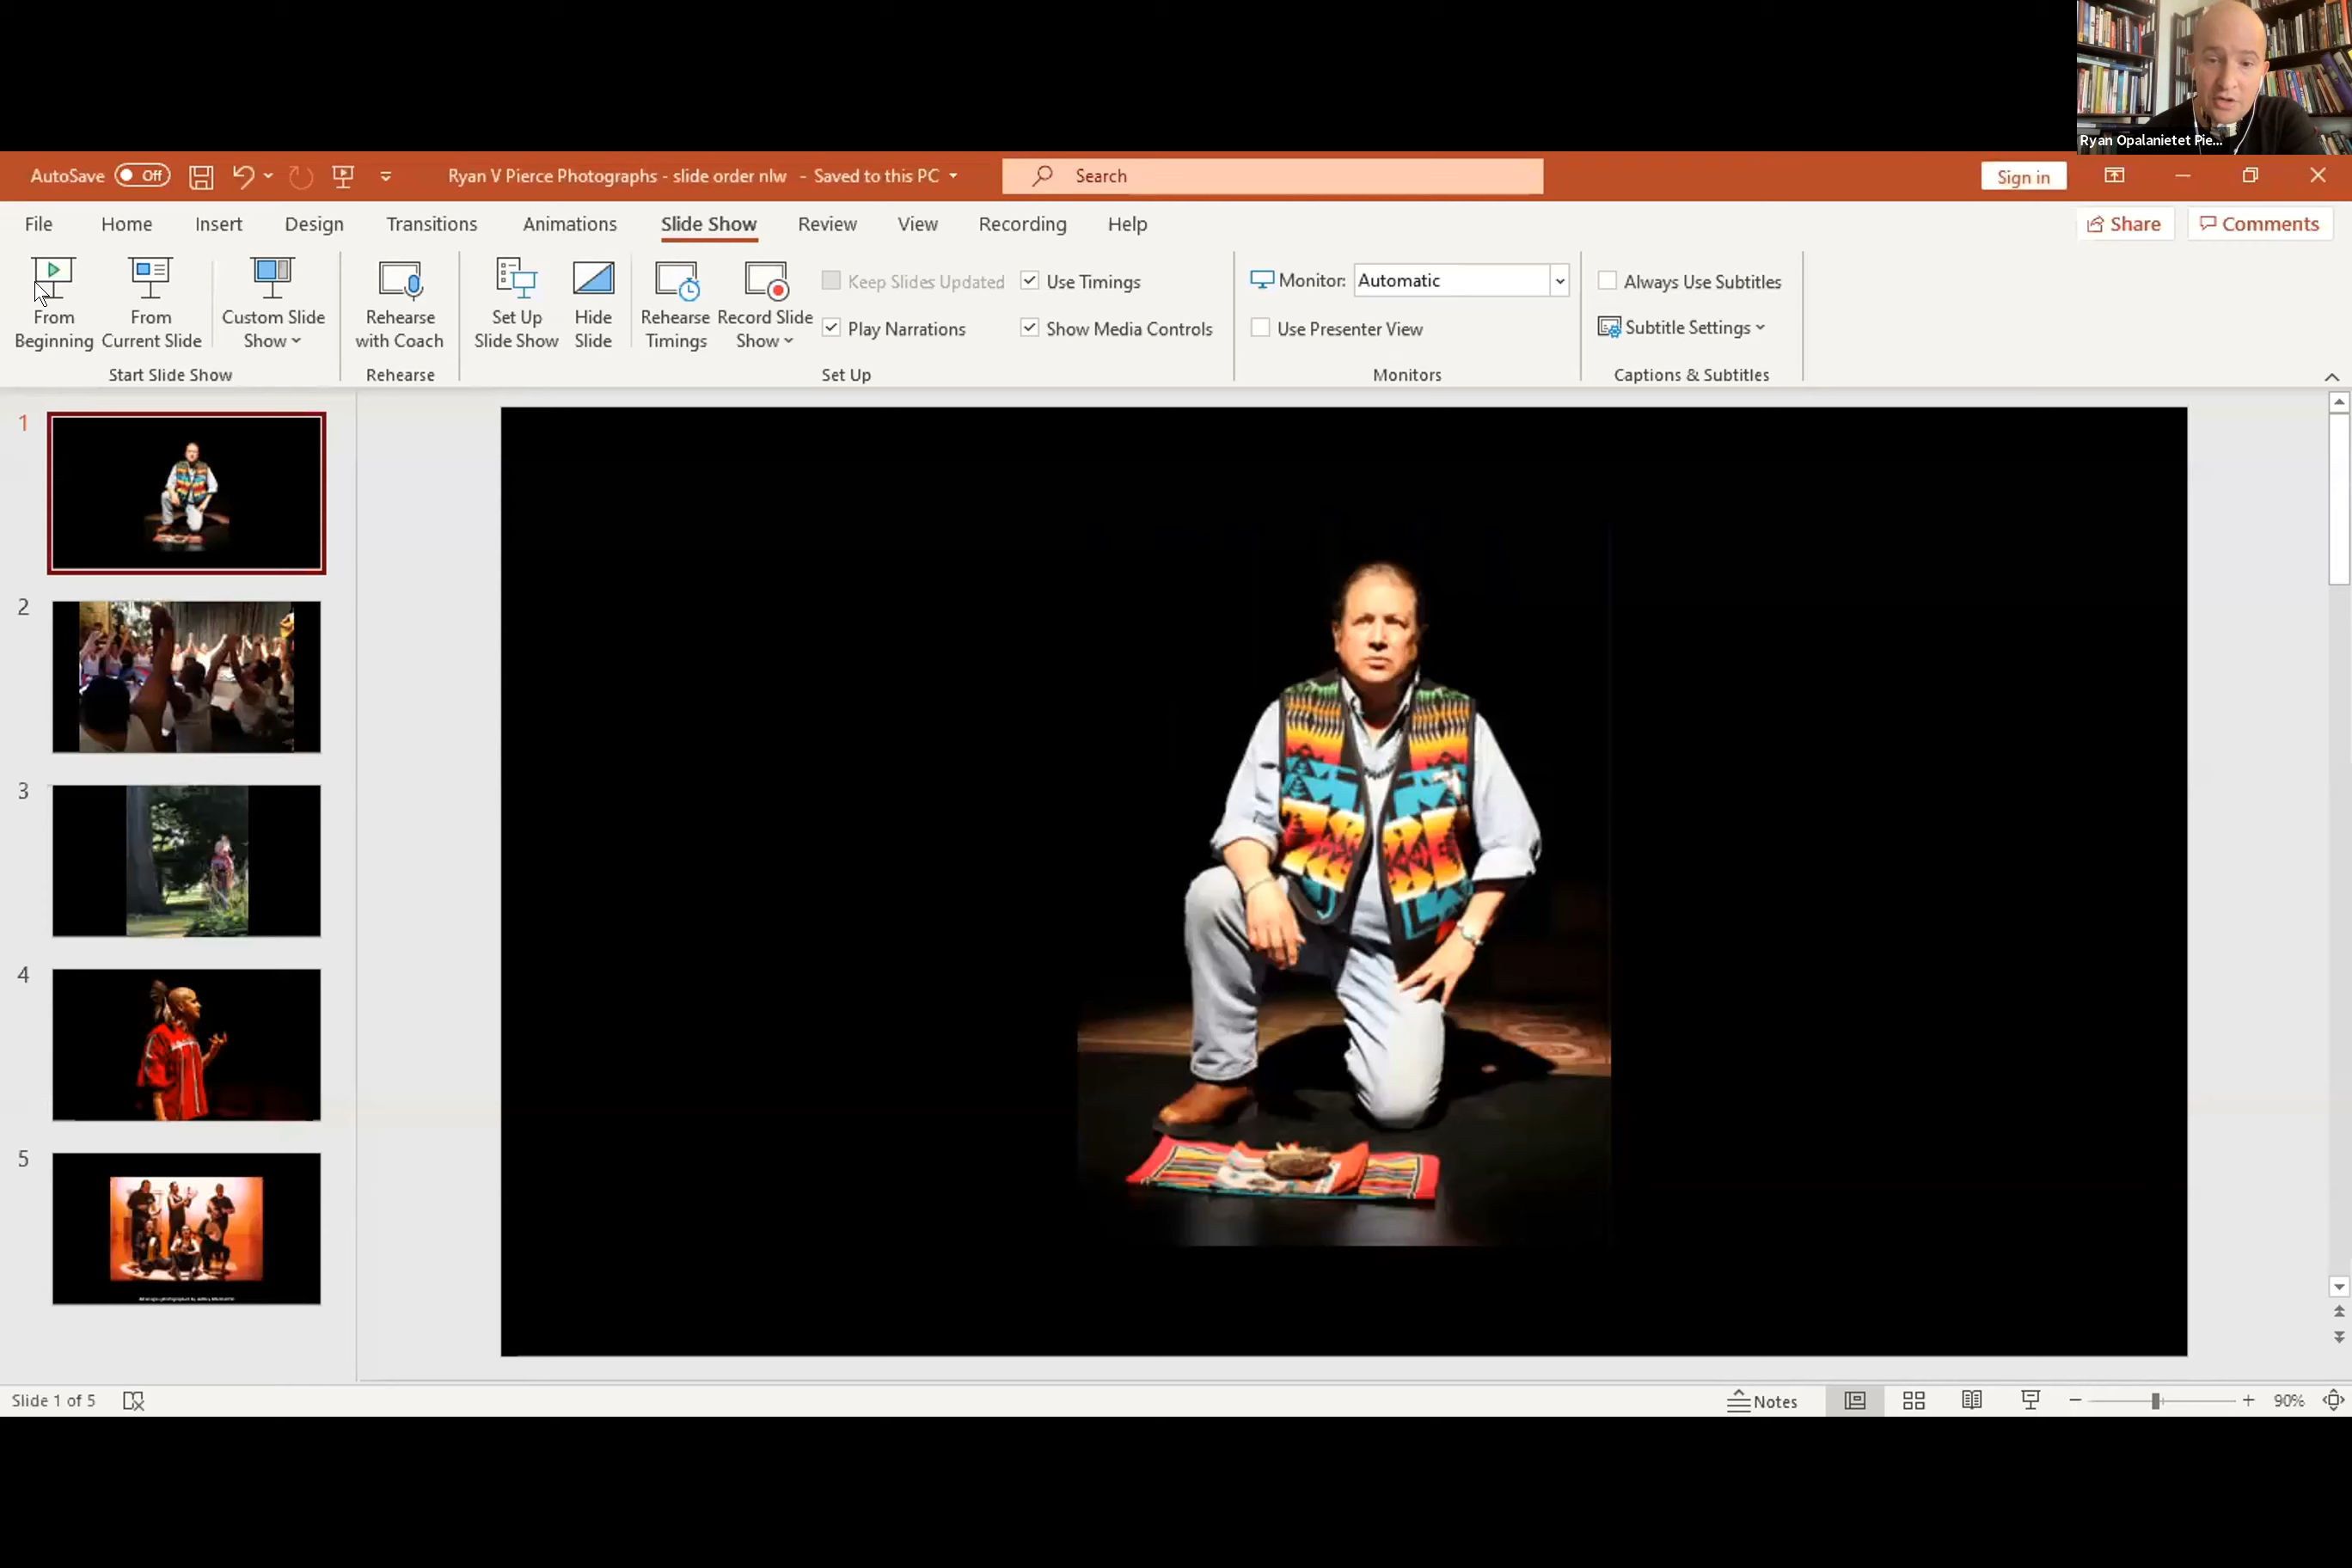 Ryan Opalanietet Pie...
AutoSave Off Ryan V Pierce Photographs - slide order nlw - Saved to this PC Search Sign in
File Home Insert Design Transitions Animations Slide Show Review View Recording Help Share Comments
From Beginning
From Current Slide
Custom Slide Show
Start Slide Show
Rehearse with Coach
Rehearse
Set Up Slide Show
Hide Slide
Rehearse Timings
Record Slide Show
Keep Slides Updated
Play Narrations
Use Timings
Show Media Controls
Set Up
Monitor: Automatic
Use Presenter View
Monitors
Always Use Subtitles
Subtitle Settings
Captions & Subtitles
1
2
3
4
5
Slide 1 of 5 Notes 90%